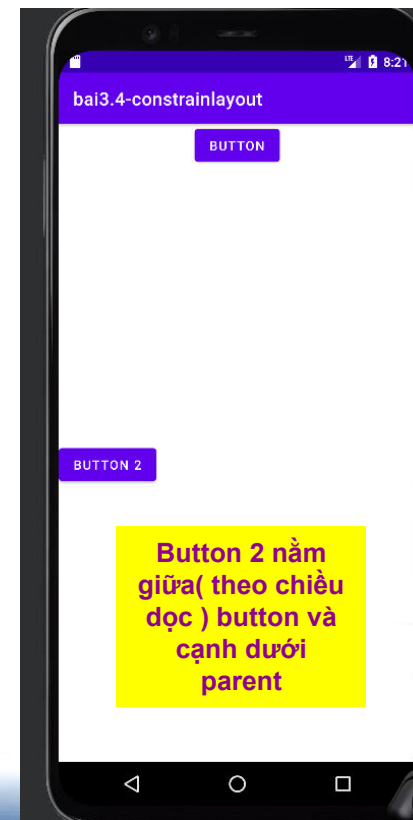 LTE 8:21
bai3.4-constrainlayout
BUTTON
BUTTON 2
Button 2 nằm
giữa( theo chiều
dọc ) button và
cạnh dưới
parent